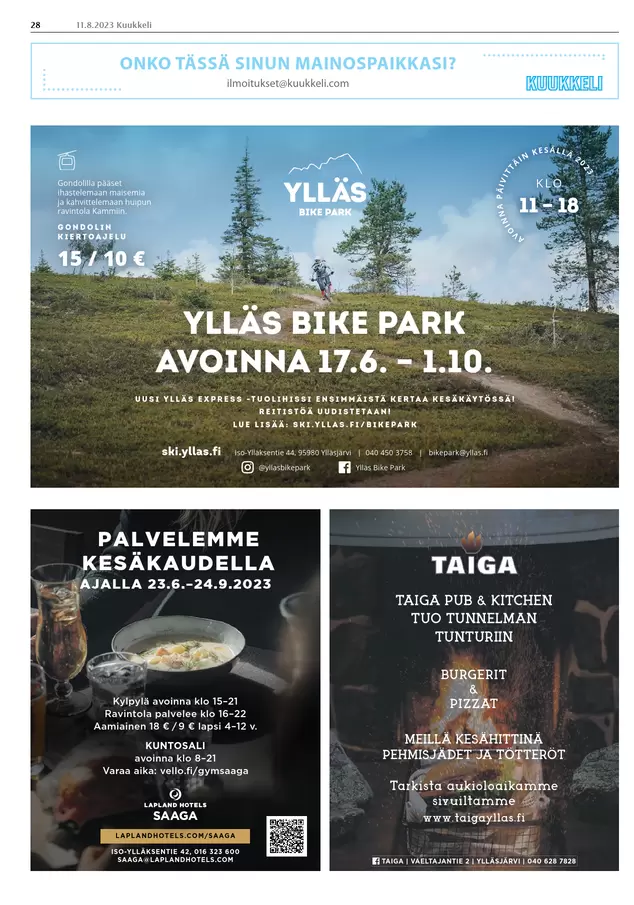 28 11.8.2023 Kuukkeli
ONKO TÄSSÄ SINUN MAINOSPAIKKASI?
ilmoitukset@kuukkeli.com
KUUKKELI
Gondolilla pääset
ihastelemaan maisemia
ja kahvittelemaan huipun
ravintola Kammiin.
GONDOLIN
KIERTOAJELU
15 / 10 €
YLLÄS
BIKE PARK
AVOINNA PÄIVITTÄIN KESÄLLÄ 2023
KLO
11 – 18
YLLÄS BIKE PARK
AVOINNA 17.6. – 1.10.
UUSI YLLÄS EXPRESS -TUOLIHISSI ENSIMMÄISTÄ KERTAA KESÄKÄYTÖSSÄ!
REITISTÖÄ UUDISTETAAN!
LUE LISÄÄ: SKI.YLLAS.FI/BIKEPARK
ski.yllas.fi Iso-Ylläksentie 44, 95980 Ylläsjärvi | 040 450 3758 | bikepark@yllas.fi
@yllasbikepark Ylläs Bike Park
PALVELEMME
KESÄKAUDELLA
AJALLA 23.6.–24.9.2023
Kylpylä avoinna klo 15–21
Ravintola palvelee klo 16–22
Aamiainen 18 € / 9 € lapsi 4–12 v.
KUNTOSALI
avoinna klo 8–21
Varaa aika: vello.fi/gymsaaga
LAPLAND HOTELS
SAAGA
LAPLANDHOTELS.COM/SAAGA
ISO-YLLÄKSENTIE 42, 016 323 600
SAAGA@LAPLANDHOTELS.COM
TAIGA
TAIGA PUB & KITCHEN
TUO TUNNELMAN
TUNTURIIN
BURGERIT
&
PIZZAT
MEILLÄ KESÄHITTINÄ
PEHMISJÄDET JA TÖTTERÖT
Tarkista aukioloaikamme
sivuiltamme
www.taigayllas.fi
TAIGA | VAELTAJANTIE 2 | YLLÄSJÄRVI | 040 628 7828